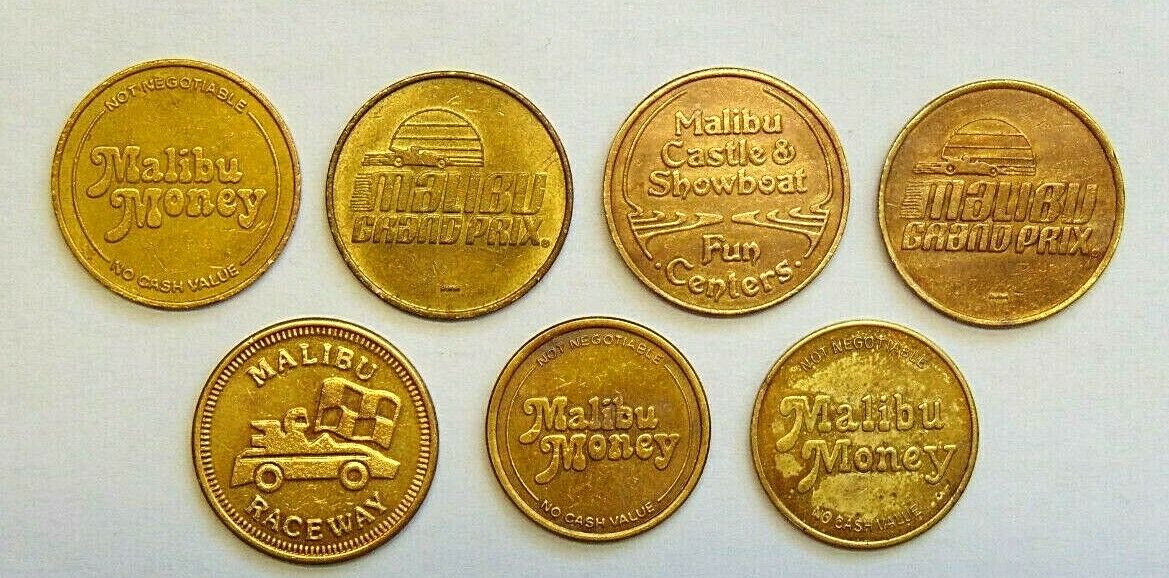 NOT NEGOTIABLE
Malibu
Money
NO CASH VALUE
MALIBU
GRAND PRIX®
Malibu
Castle &
Showboat
Fun
·Centers·
MALIBU
GRAND PRIX®
MALIBU
RACEWAY
NOT NEGOTIABLE
Malibu
Money
NO CASH VALUE
NOT NEGOTIABLE
Malibu
Money
NO CASH VALUE